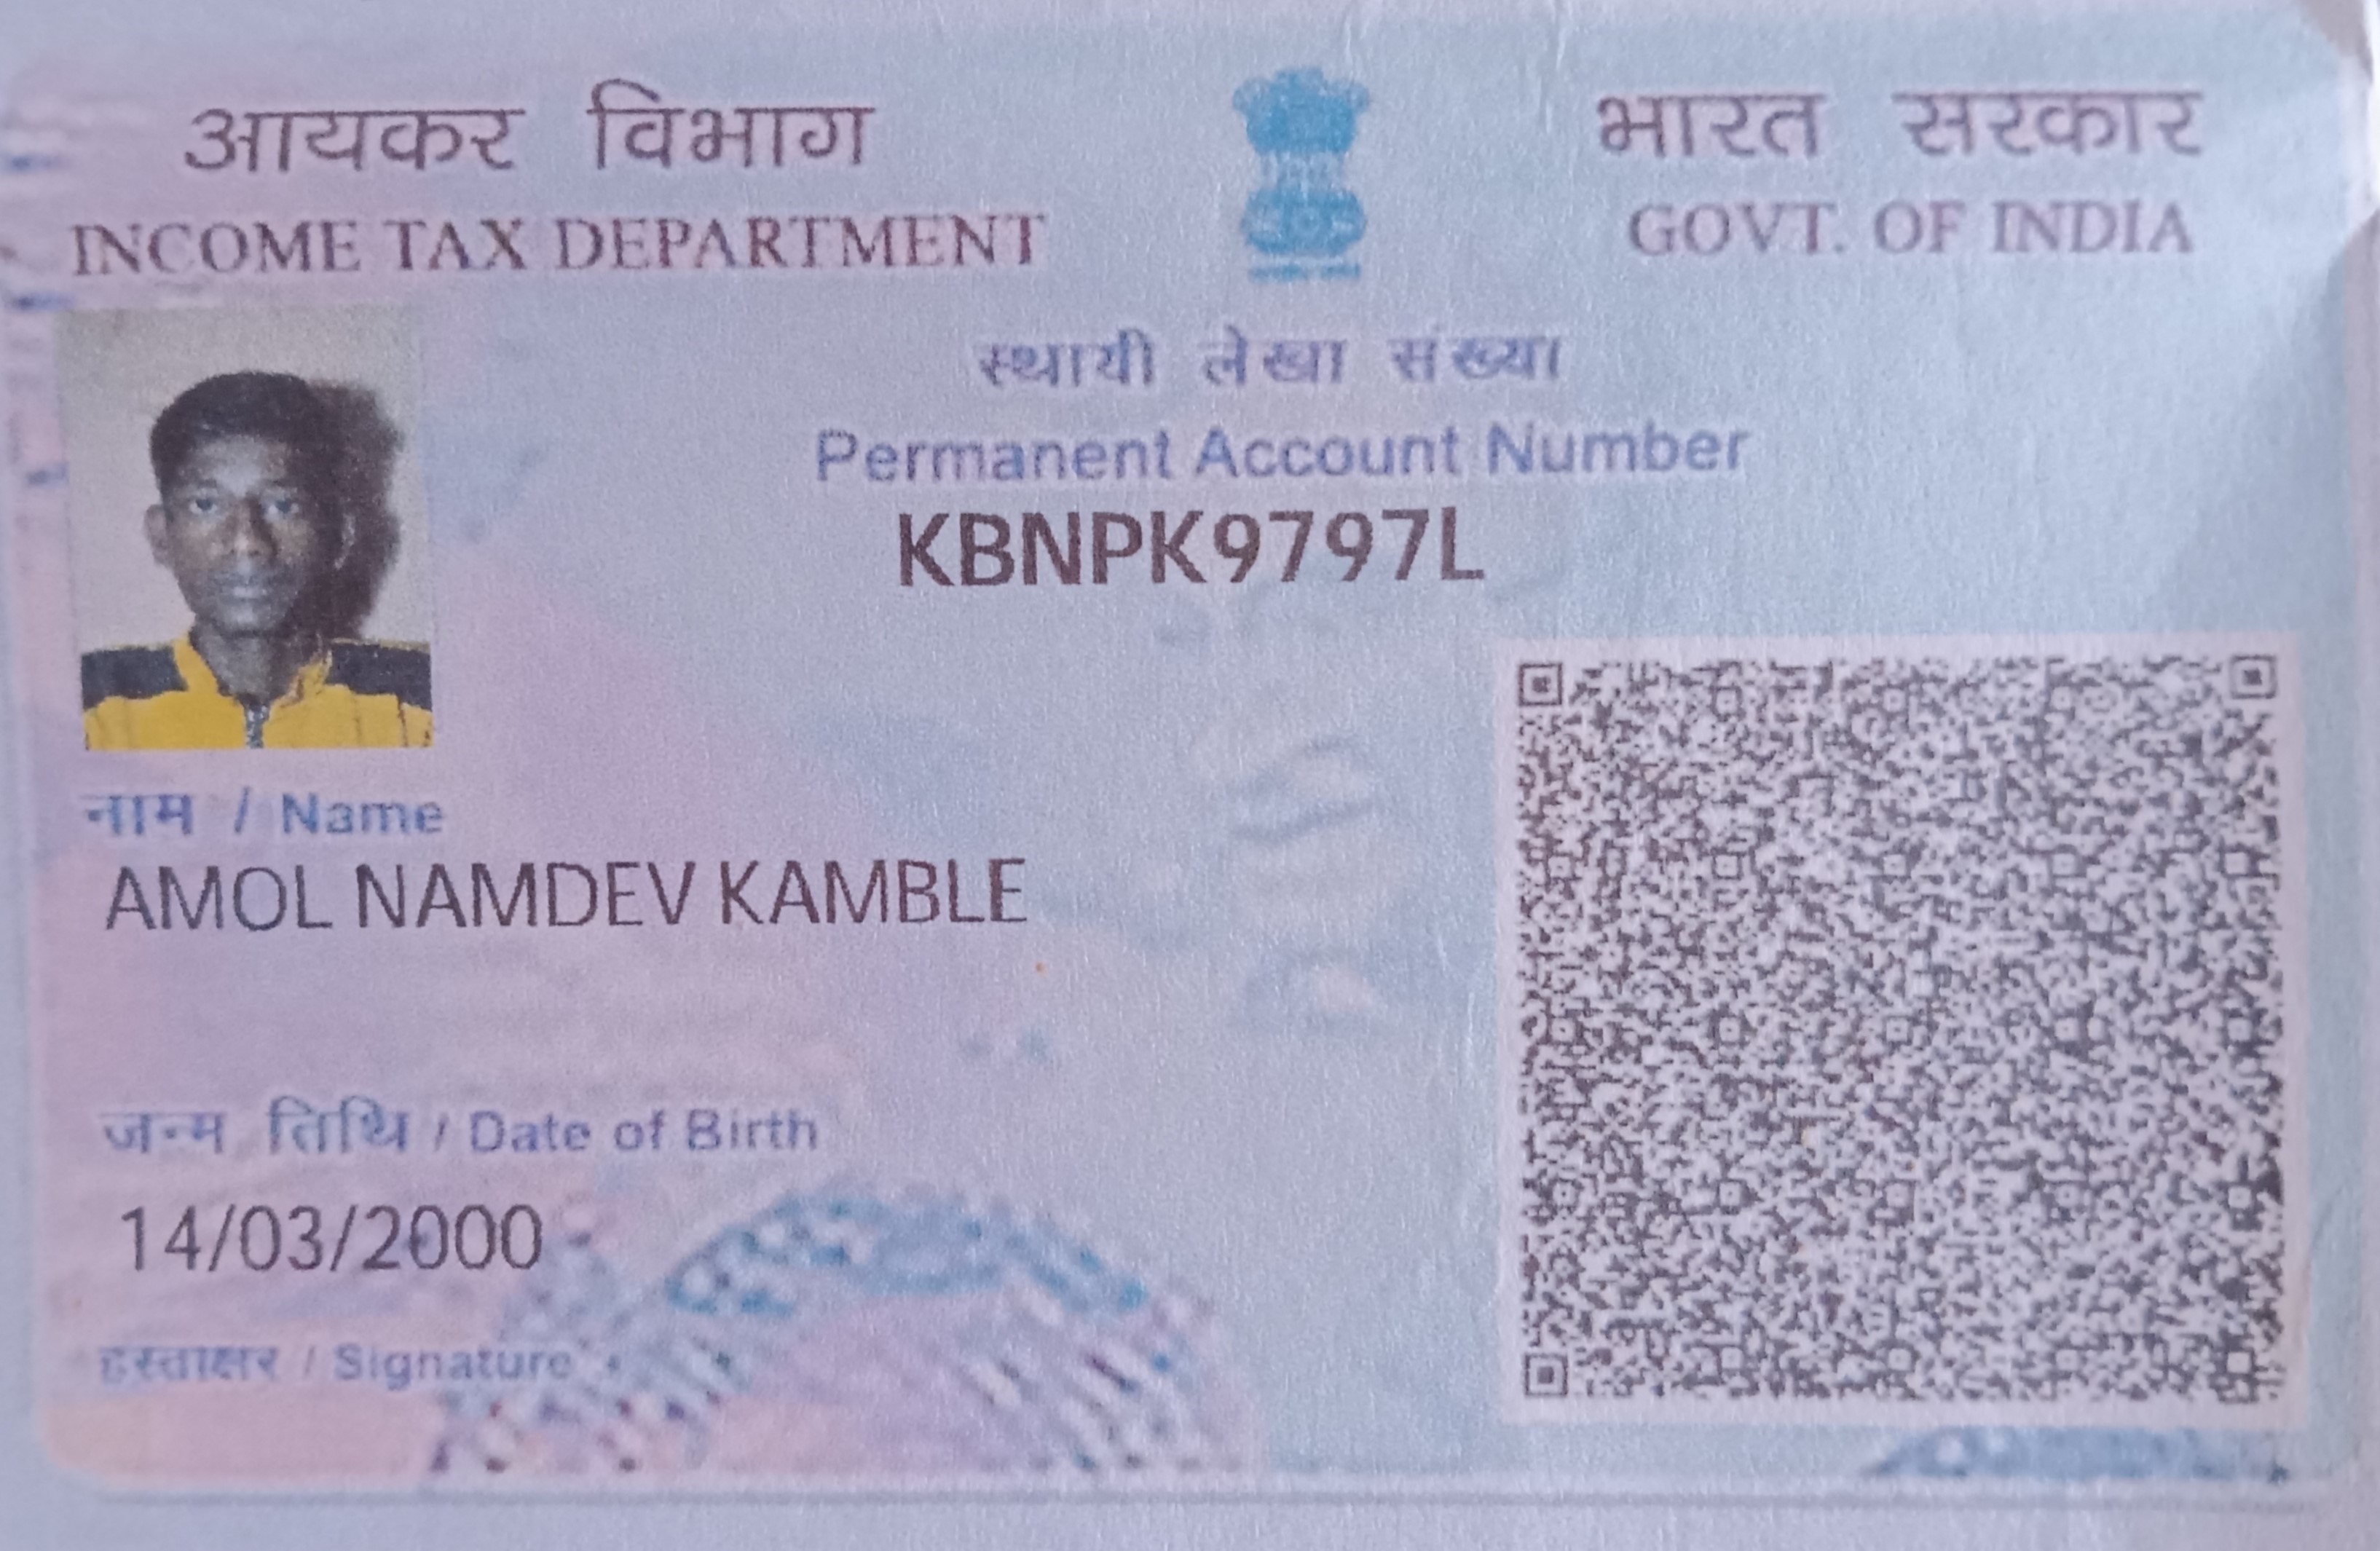 आयकर विभाग
INCOME TAX DEPARTMENT
भारत सरकार
GOVT. OF INDIA
स्थायी लेखा संख्या
Permanent Account Number
KBNPK9797L
नाम / Name
AMOL NAMDEV KAMBLE
जन्म तिथि / Date of Birth
14/03/2000
हस्ताक्षर / Signature